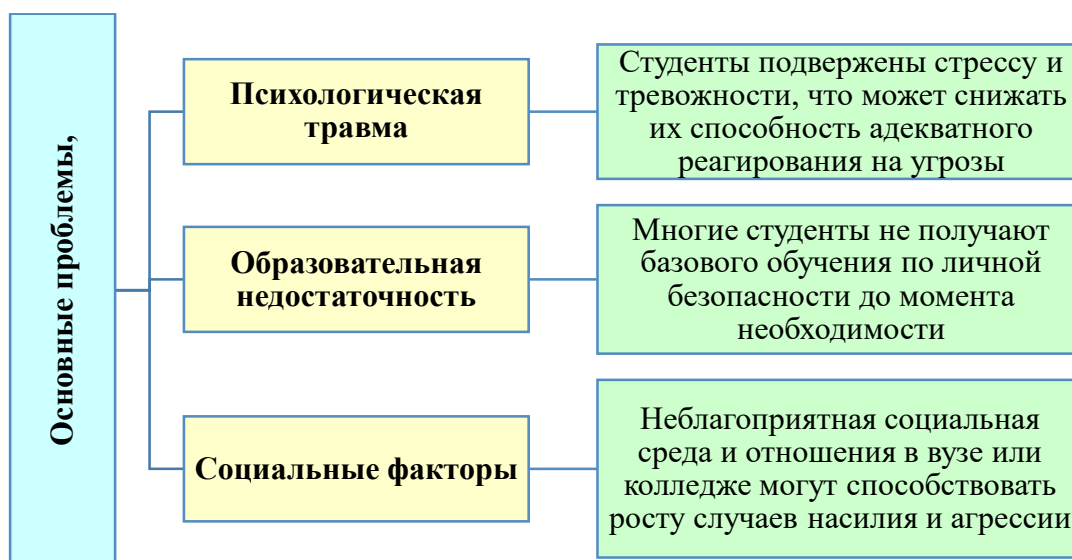 Основные проблемы,
Психологическая
травма
Студенты подвержены стрессу и
тревожности, что может снижать
их способность адекватного
реагирования на угрозы
Образовательная
недостаточность
Многие студенты не получают
базового обучения по личной
безопасности до момента
необходимости
Социальные факторы
Неблагоприятная социальная
среда и отношения в вузе или
колледже могут способствовать
росту случаев насилия и агрессии